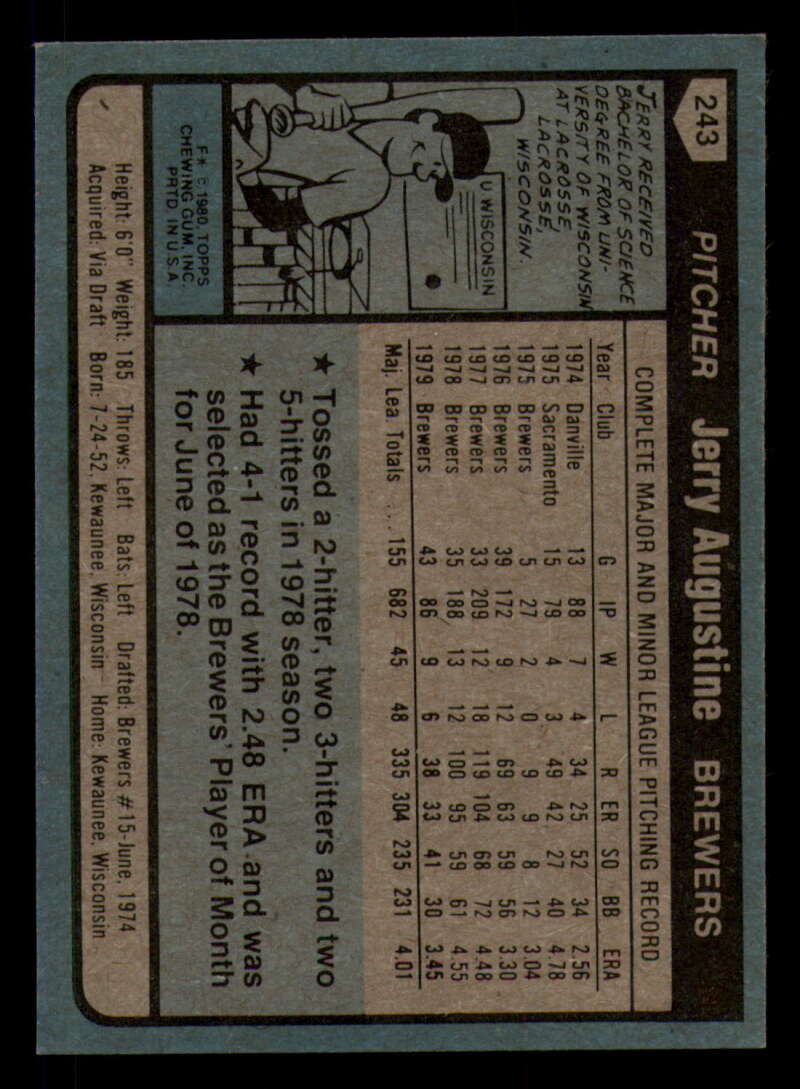 243 PITCHER Jerry Augustine BREWERS
JERRY RECEIVED
BACHELOR OF SCIENCE
DEGREE FROM UNI-
VERSITY OF WISCONSIN
AT LACROSSE,
LACROSSE,
WISCONSIN.
U WISCONSIN
F* © 1980 TOPPS
CHEWING GUM, INC.
PRTD. IN U.S.A.
COMPLETE MAJOR AND MINOR LEAGUE PITCHING RECORD
Year Club G IP W L R ER SO BB ERA
1974 Danville 13 88 7 4 34 25 52 34 2.56
1975 Sacramento 15 79 4 3 49 42 27 40 4.78
1975 Brewers 5 27 2 0 9 9 8 12 3.04
1976 Brewers 39 172 9 12 69 63 59 56 3.30
1977 Brewers 33 209 12 18 119 104 68 72 4.48
1978 Brewers 35 188 13 12 100 95 59 61 4.55
1979 Brewers 43 86 9 6 38 33 41 30 3.45
Maj. Lea Totals ... 155 682 45 48 335 304 235 231 4.01
★ Tossed a 2-hitter, two 3-hitters and two
5-hitters in 1978 season.
★ Had 4-1 record with 2.48 ERA and was
selected as the Brewers' Player of Month
for June of 1978.
Height: 6'0" Weight: 185 Throws: Left Bats: Left Drafted: Brewers #15-June, 1974
Acquired: Via Draft Born: 7-24-52, Kewaunee, Wisconsin Home: Kewaunee, Wisconsin